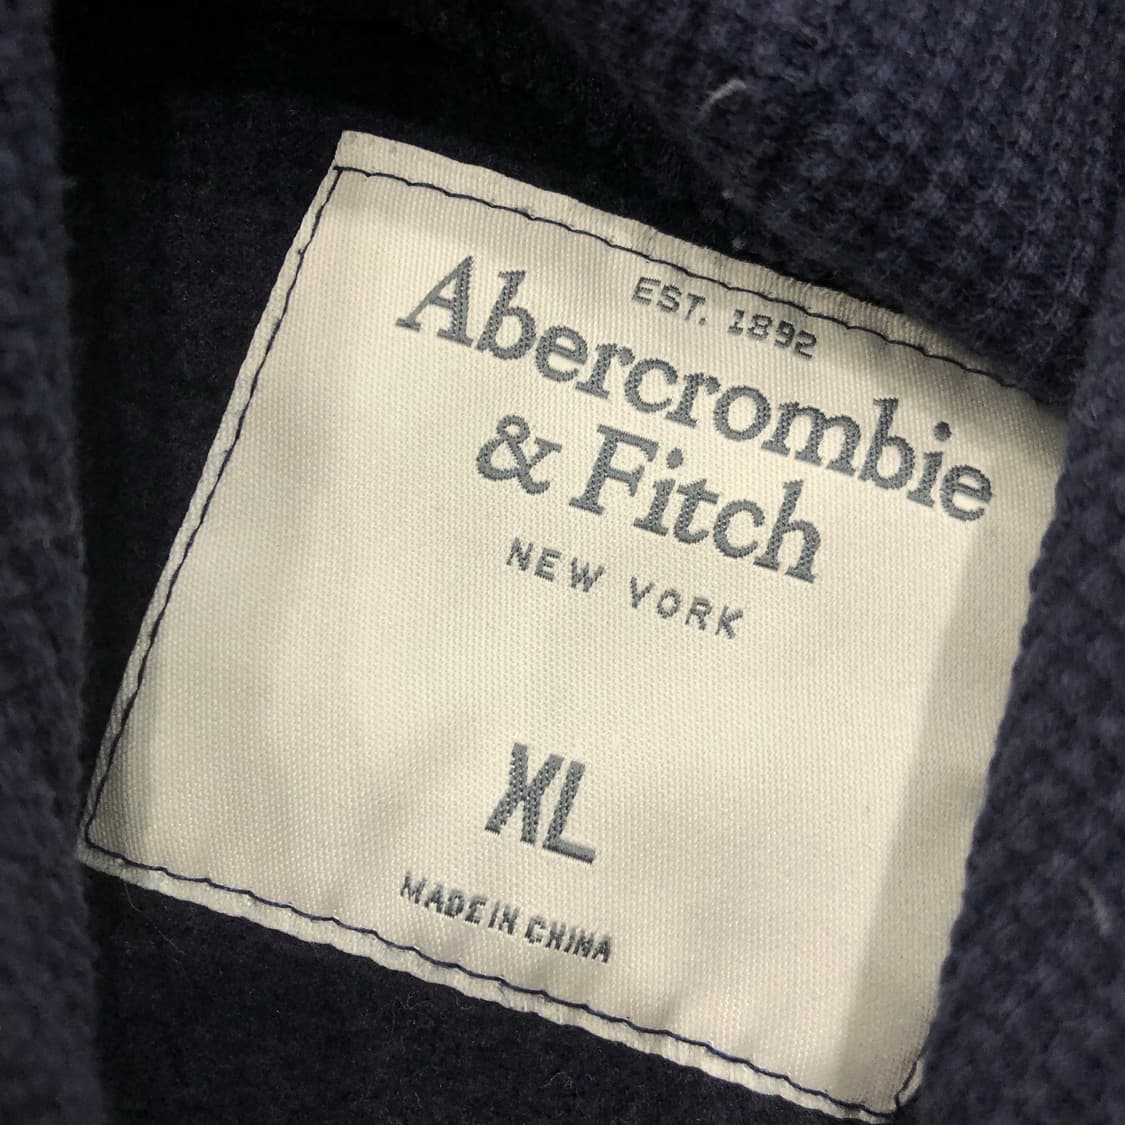 EST. 1892
Abercrombie
& Fitch
NEW YORK
XL
MADE IN CHINA